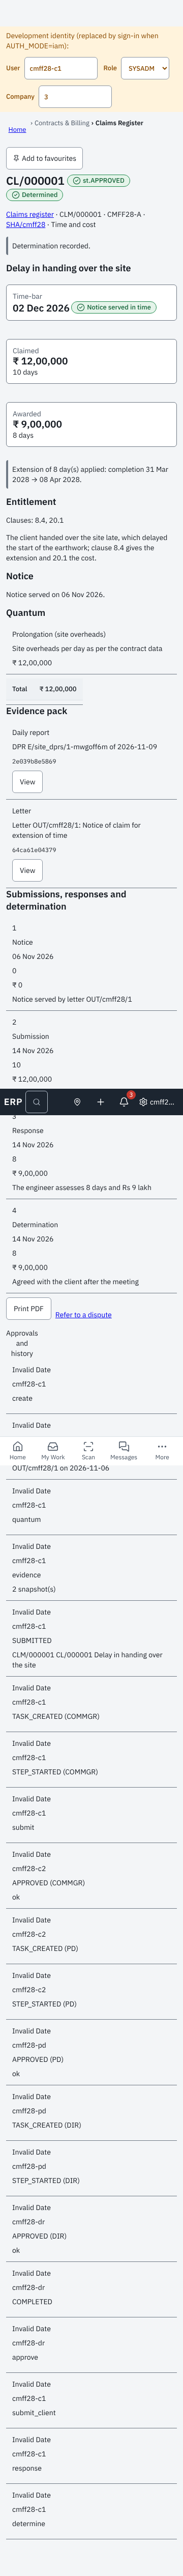 Development identity (replaced by sign-in when
AUTH_MODE=iam):
User cmff28-c1 Role SYSADM
Company 3
Home › Contracts & Billing › Claims Register
Add to favourites
CL/000001 st.APPROVED
Determined
Claims register · CLM/000001 · CMFF28-A ·
SHA/cmff28 · Time and cost
Determination recorded.
Delay in handing over the site
Time-bar
02 Dec 2026 Notice served in time
Claimed
₹ 12,00,000
10 days
Awarded
₹ 9,00,000
8 days
Extension of 8 day(s) applied: completion 31 Mar
2028 → 08 Apr 2028.
Entitlement
Clauses: 8.4, 20.1
The client handed over the site late, which delayed
the start of the earthwork; clause 8.4 gives the
extension and 20.1 the cost.
Notice
Notice served on 06 Nov 2026.
Quantum
Prolongation (site overheads)
Site overheads per day as per the contract data
₹ 12,00,000
Total ₹ 12,00,000
Evidence pack
Daily report
DPR E/site_dprs/1-mwgoff6m of 2026-11-09
2e039b8e5869
View
Letter
Letter OUT/cmff28/1: Notice of claim for
extension of time
64ca61e04379
View
Submissions, responses and
determination
1
Notice
06 Nov 2026
0
₹ 0
Notice served by letter OUT/cmff28/1
2
Submission
14 Nov 2026
10
₹ 12,00,000
ERP 3 cmff2...
3
Response
14 Nov 2026
8
₹ 9,00,000
The engineer assesses 8 days and Rs 9 lakh
4
Determination
14 Nov 2026
8
₹ 9,00,000
Agreed with the client after the meeting
Print PDF Refer to a dispute
Approvals
and
history
Invalid Date
cmff28-c1
create
Invalid Date
Home My Work Scan Messages More
OUT/cmff28/1 on 2026-11-06
Invalid Date
cmff28-c1
quantum
Invalid Date
cmff28-c1
evidence
2 snapshot(s)
Invalid Date
cmff28-c1
SUBMITTED
CLM/000001 CL/000001 Delay in handing over
the site
Invalid Date
cmff28-c1
TASK_CREATED (COMMGR)
Invalid Date
cmff28-c1
STEP_STARTED (COMMGR)
Invalid Date
cmff28-c1
submit
Invalid Date
cmff28-c2
APPROVED (COMMGR)
ok
Invalid Date
cmff28-c2
TASK_CREATED (PD)
Invalid Date
cmff28-c2
STEP_STARTED (PD)
Invalid Date
cmff28-pd
APPROVED (PD)
ok
Invalid Date
cmff28-pd
TASK_CREATED (DIR)
Invalid Date
cmff28-pd
STEP_STARTED (DIR)
Invalid Date
cmff28-dr
APPROVED (DIR)
ok
Invalid Date
cmff28-dr
COMPLETED
Invalid Date
cmff28-dr
approve
Invalid Date
cmff28-c1
submit_client
Invalid Date
cmff28-c1
response
Invalid Date
cmff28-c1
determine